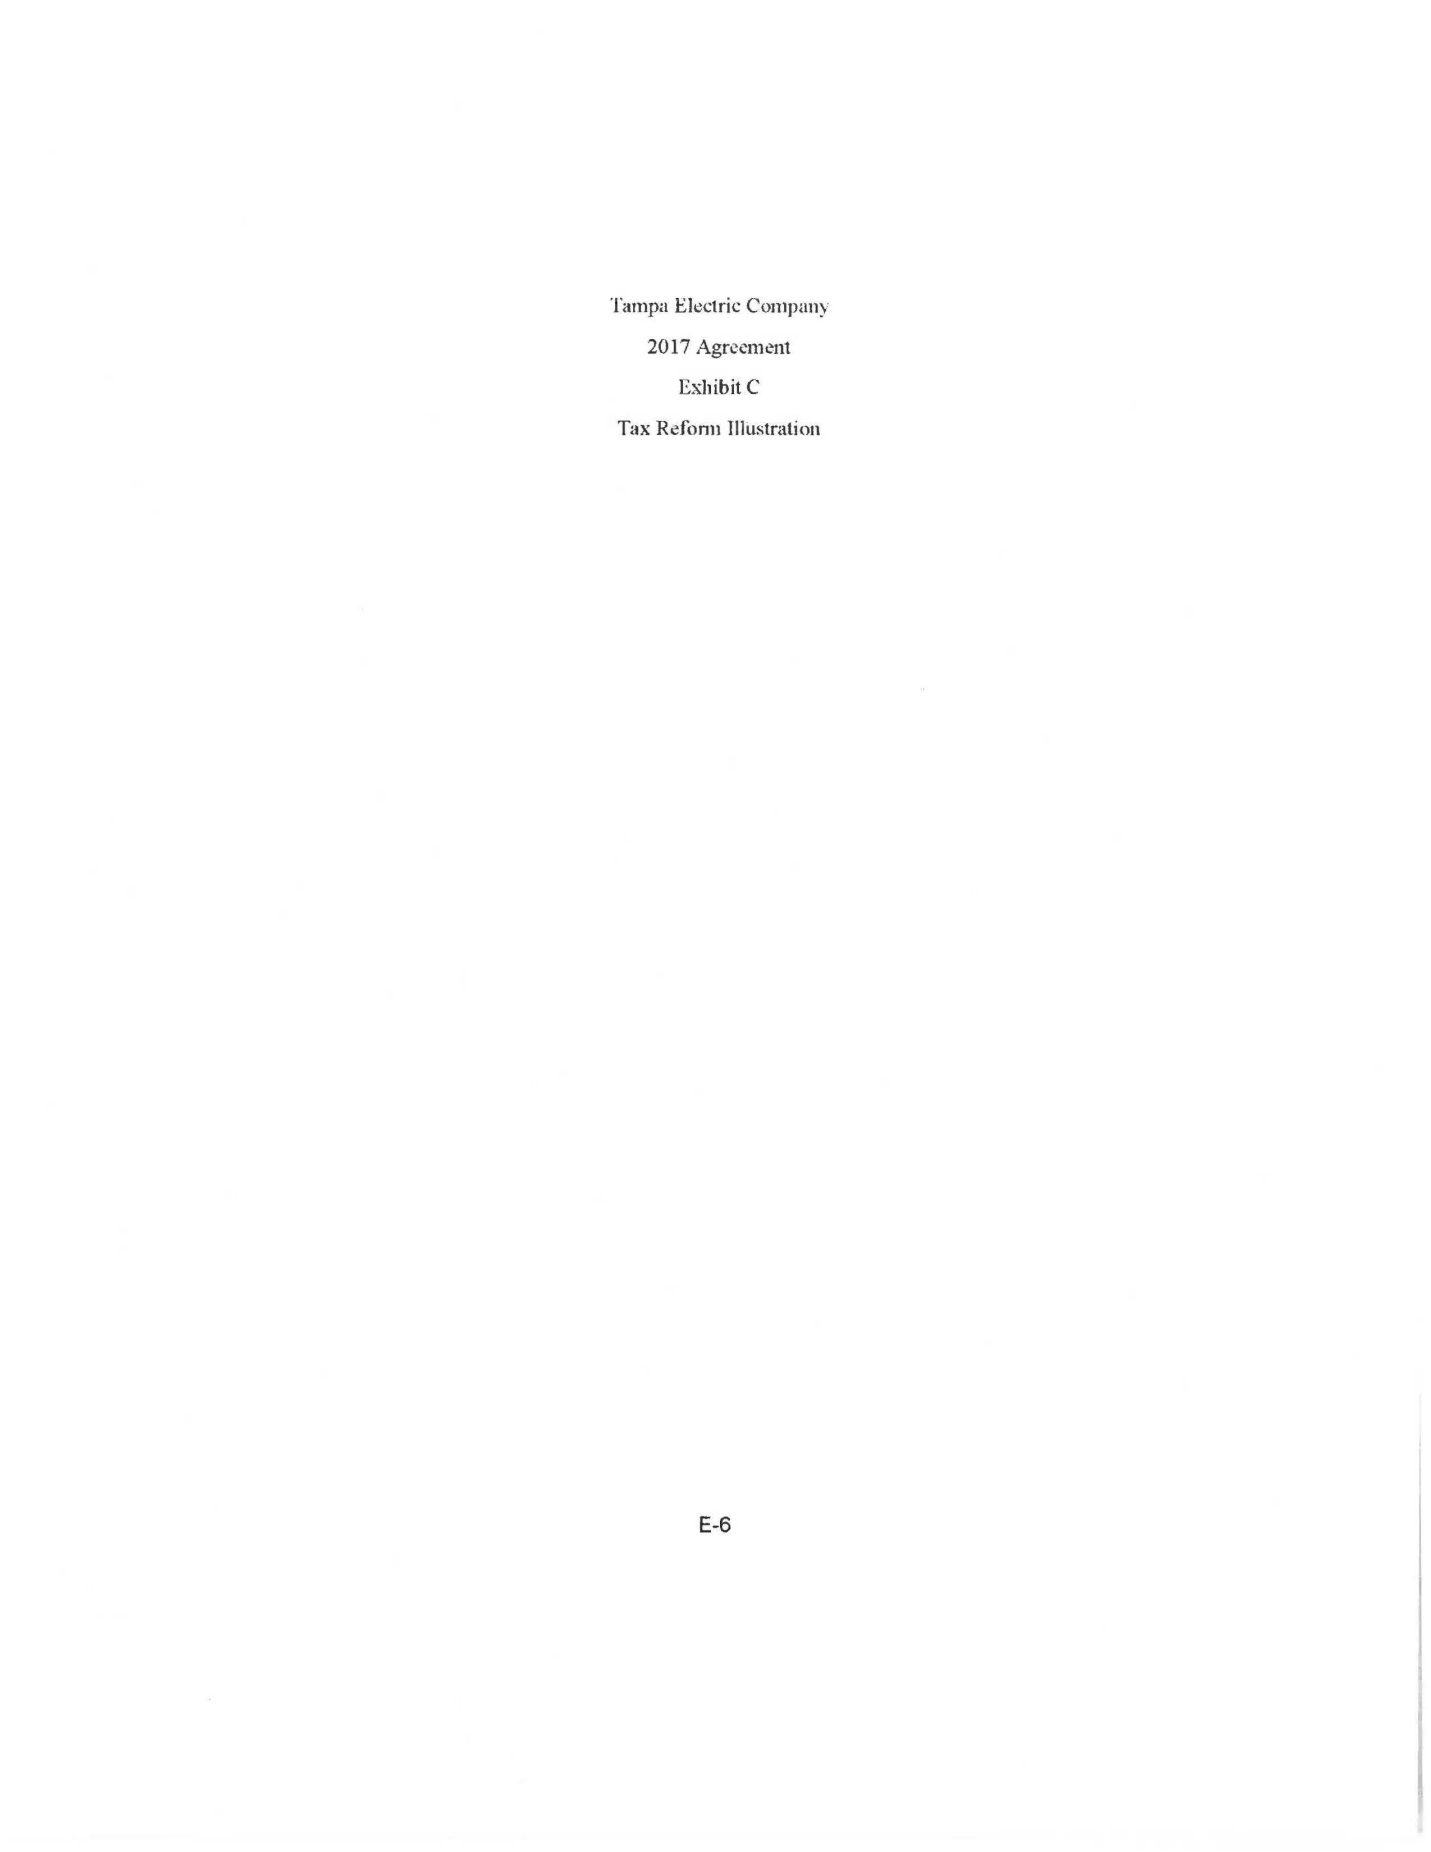 Tampa Electric Company
2017 Agreement
Exhibit C
Tax Reform Illustration
E-6